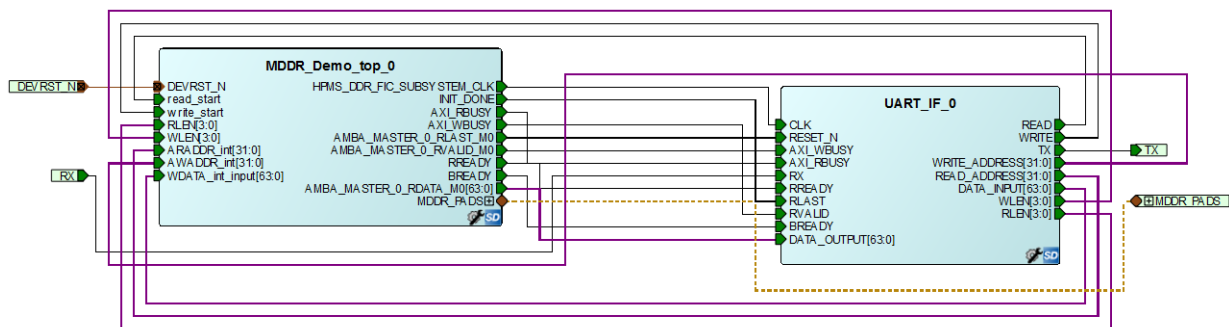 MDDR_Demo_top_0
DEVRST_N
DEVRST_N
read_start
write_start
RLEN[3:0]
WLEN[3:0]
ARADDR_int[31:0]
AWADDR_int[31:0]
WDATA_int_input[63:0]
RX
HPMS_DDR_FIC_SUBSYSTEM_CLK
INIT_DONE
AXI_RBUSY
AXI_WBUSY
AMBA_MASTER_0_RLAST_M0
AMBA_MASTER_0_RVALID_M0
RREADY
BREADY
AMBA_MASTER_0_RDATA_M0[63:0]
MDDR_PADS
SD
UART_IF_0
CLK
RESET_N
AXI_WBUSY
AXI_RBUSY
RX
RREADY
RLAST
RVALID
BREADY
DATA_OUTPUT[63:0]
READ
WRITE
TX
WRITE_ADDRESS[31:0]
READ_ADDRESS[31:0]
DATA_INPUT[63:0]
WLEN[3:0]
RLEN[3:0]
SD
TX
MDDR_PADS